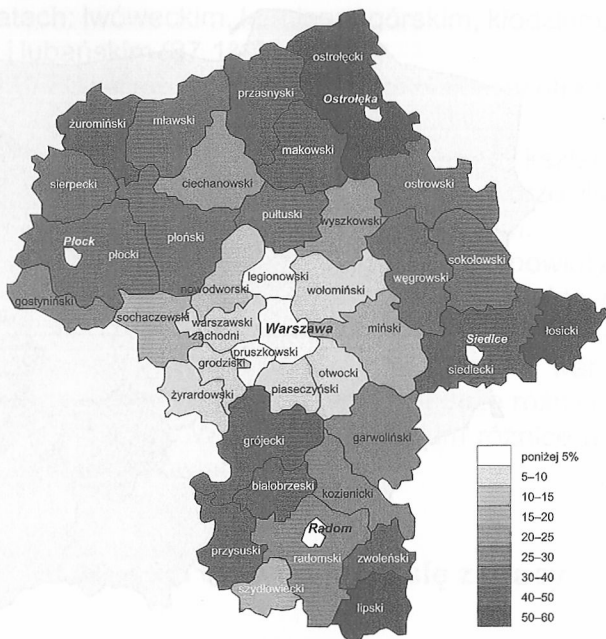 ostrołęcki
przasnyski
Ostrołęka
żuromiński
mławski
makowski
sierpecki
ciechanowski
ostrowski
pułtuski
wyszkowski
Płock
płocki
płoński
sokołowski
legionowski
węgrowski
nowodworski
wołomiński
gostyniński
sochaczewski
warszawski
zachodni
Warszawa
miński
Siedlce
łosicki
pruszkowski
grodziski
otwocki
siedlecki
piaseczyński
żyrardowski
grójecki
garwoliński
białobrzeski
kozienicki
Radom
przysuski
radomski
zwoleński
szydłowiecki
lipski
poniżej 5%
5–10
10–15
15–20
20–25
25–30
30–40
40–50
50–60